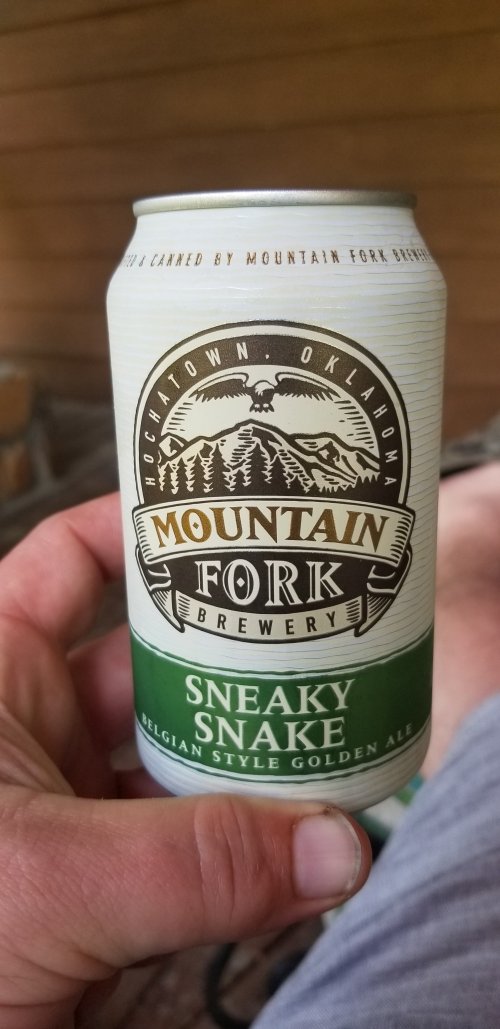 & CANNED BY MOUNTAIN FORK
HOCHATOWN, OKLAHOMA
MOUNTAIN
FORK
BREWERY
SNEAKY
SNAKE
BELGIAN STYLE GOLDEN ALE